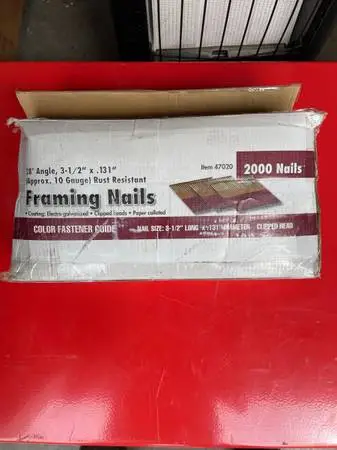 8° Angle, 3-1/2" x .131"
(Approx. 10 Gauge) Rust Resistant
Framing Nails
• Coating: Electro-galvanized • Clipped heads • Paper collated
Item 47020
2000 Nails
COLOR FASTENER GUIDE
NAIL SIZE: 3-1/2" LONG X .131" DIAMETER CLIPPED HEAD